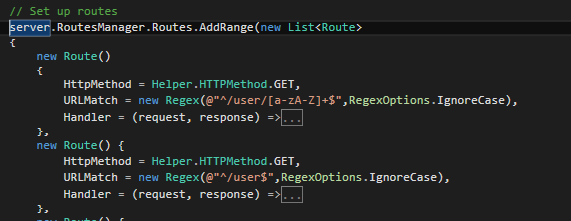 // Set up routes
server.RoutesManager.Routes.AddRange(new List<Route>
{
new Route()
{
HttpMethod = Helper.HTTPMethod.GET,
URLMatch = new Regex(@"^/user/[a-zA-Z]+$",RegexOptions.IgnoreCase),
Handler = (request, response) =>...
},
new Route() {
HttpMethod = Helper.HTTPMethod.GET,
URLMatch = new Regex(@"^/user$",RegexOptions.IgnoreCase),
Handler = (request, response) =>...
},
new Route() {